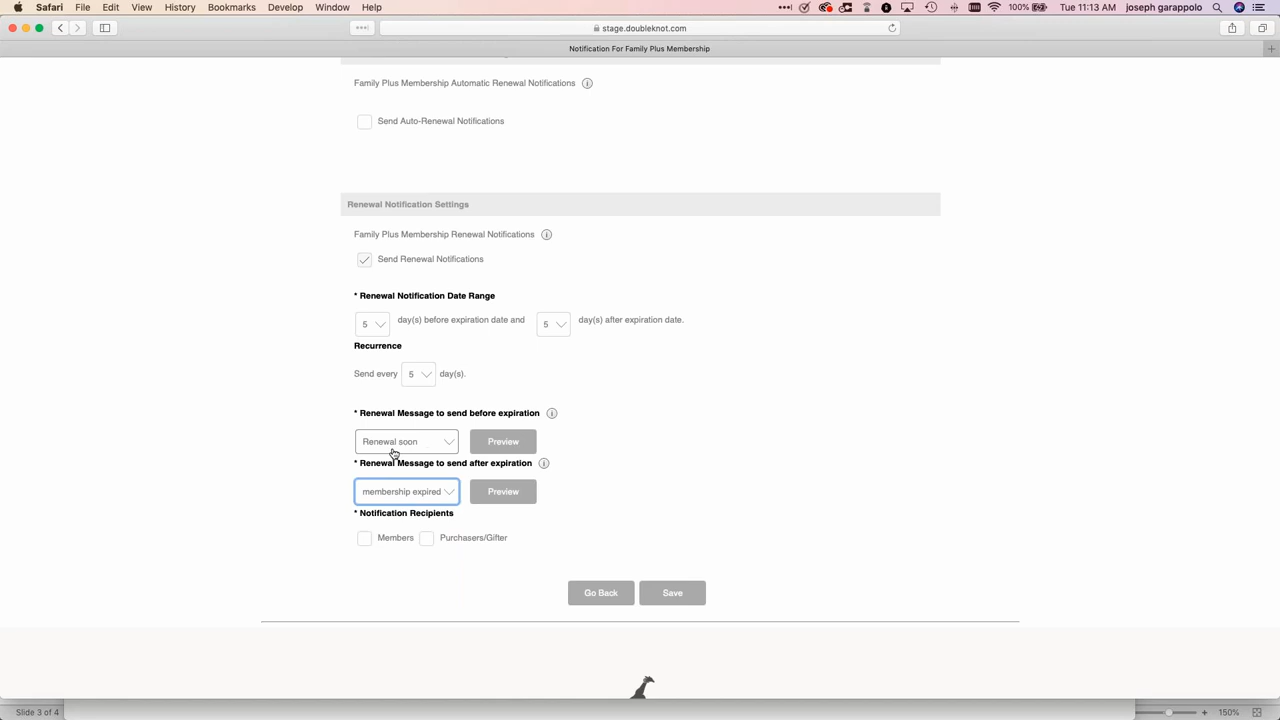 Safari File Edit View History Bookmarks Develop Window Help 100% Tue 11:13 AM joseph garappolo
stage.doubleknot.com
Notification For Family Plus Membership
Family Plus Membership Automatic Renewal Notifications i
Send Auto-Renewal Notifications
Renewal Notification Settings
Family Plus Membership Renewal Notifications i
Send Renewal Notifications
* Renewal Notification Date Range
5 day(s) before expiration date and 5 day(s) after expiration date.
Recurrence
Send every 5 day(s).
* Renewal Message to send before expiration i
Renewal soon Preview
* Renewal Message to send after expiration i
membership expired Preview
* Notification Recipients
Members Purchasers/Gifter
Go Back Save
Slide 3 of 4 150%